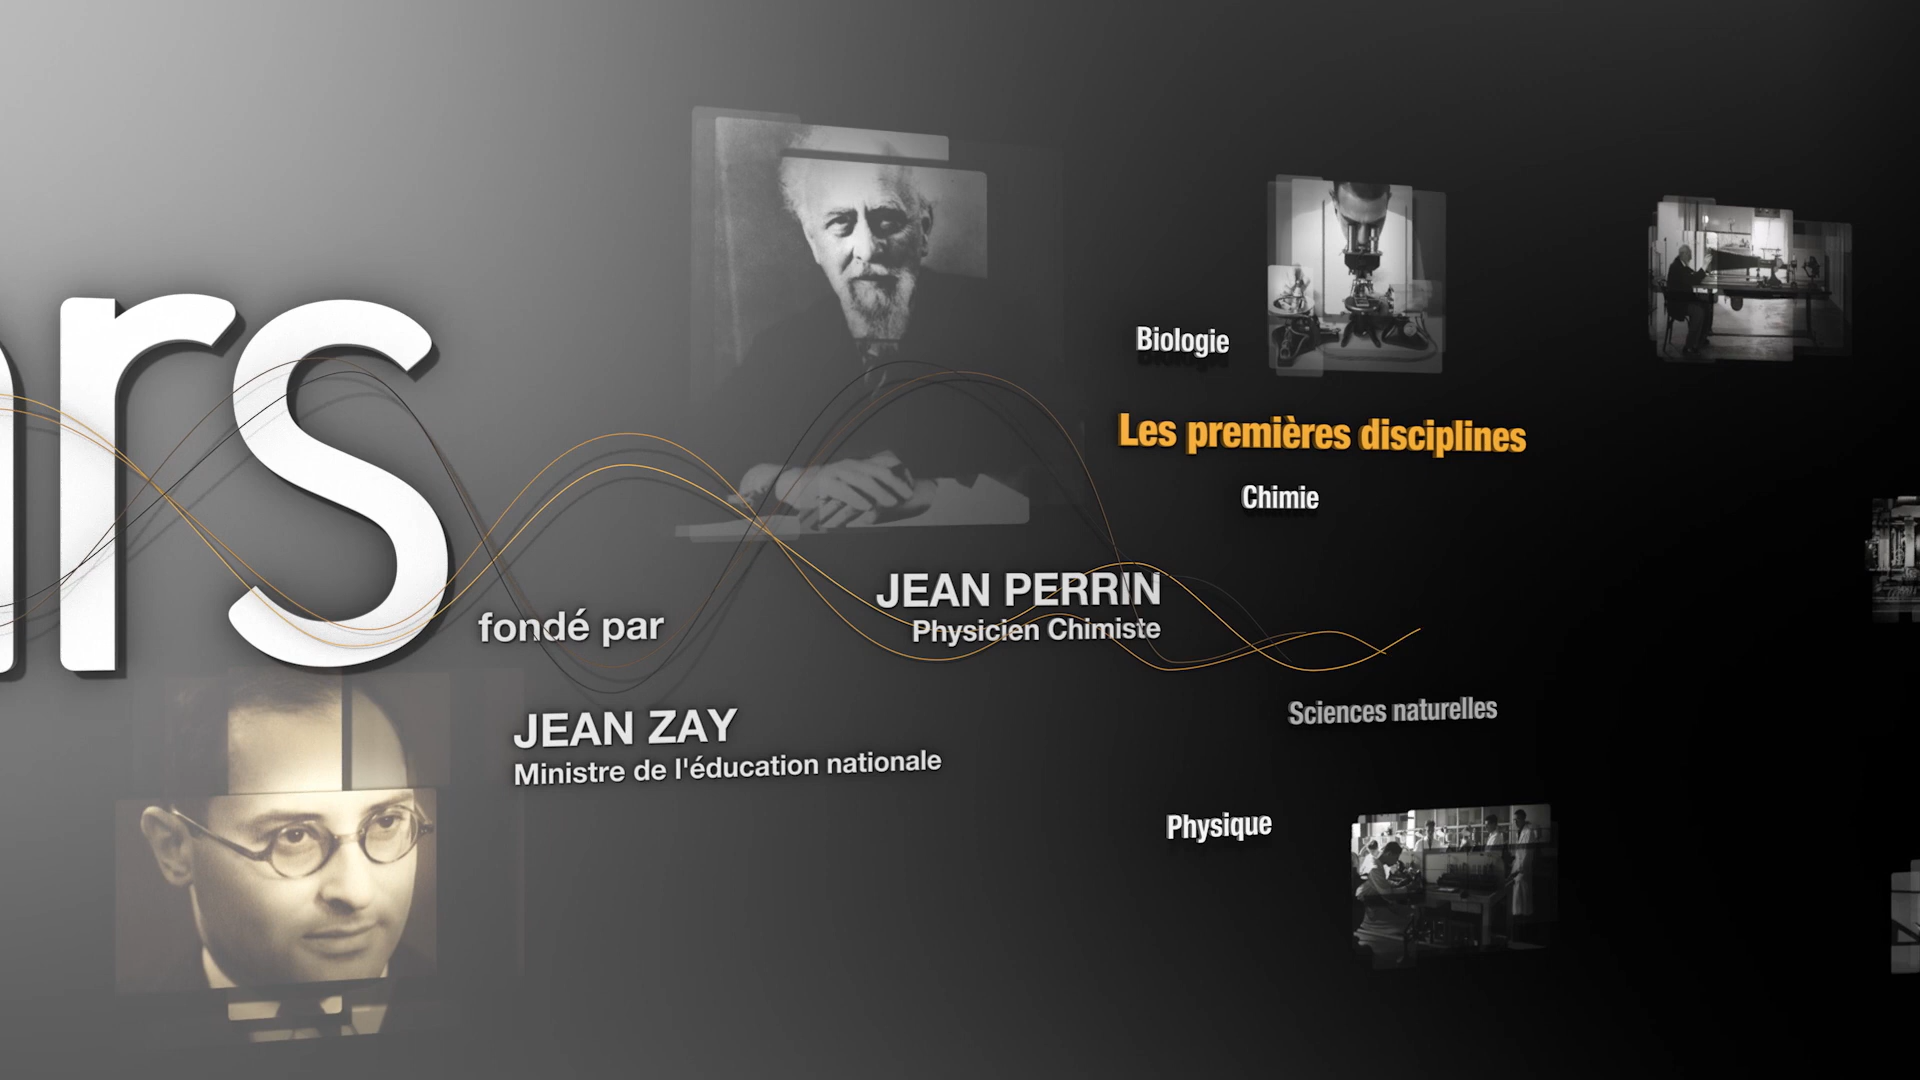 ars
fondé par
JEAN PERRIN
Physicien Chimiste
JEAN ZAY
Ministre de l'éducation nationale
Biologie
Les premières disciplines
Chimie
Sciences naturelles
Physique